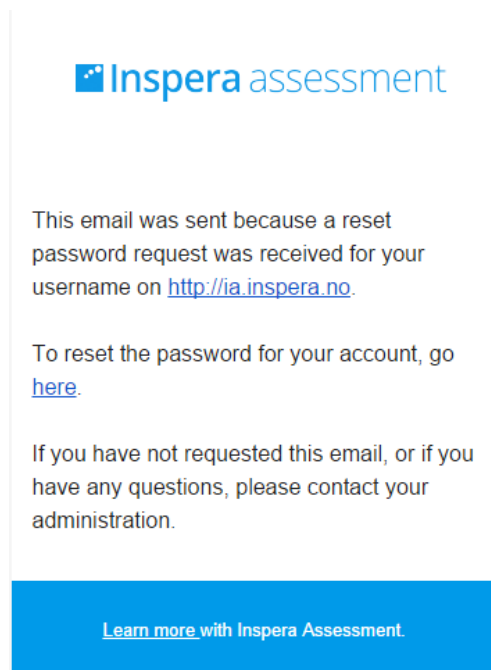 Inspera assessment
This email was sent because a reset
password request was received for your
username on http://ia.inspera.no.
To reset the password for your account, go
here.
If you have not requested this email, or if you
have any questions, please contact your
administration.
Learn more with Inspera Assessment.